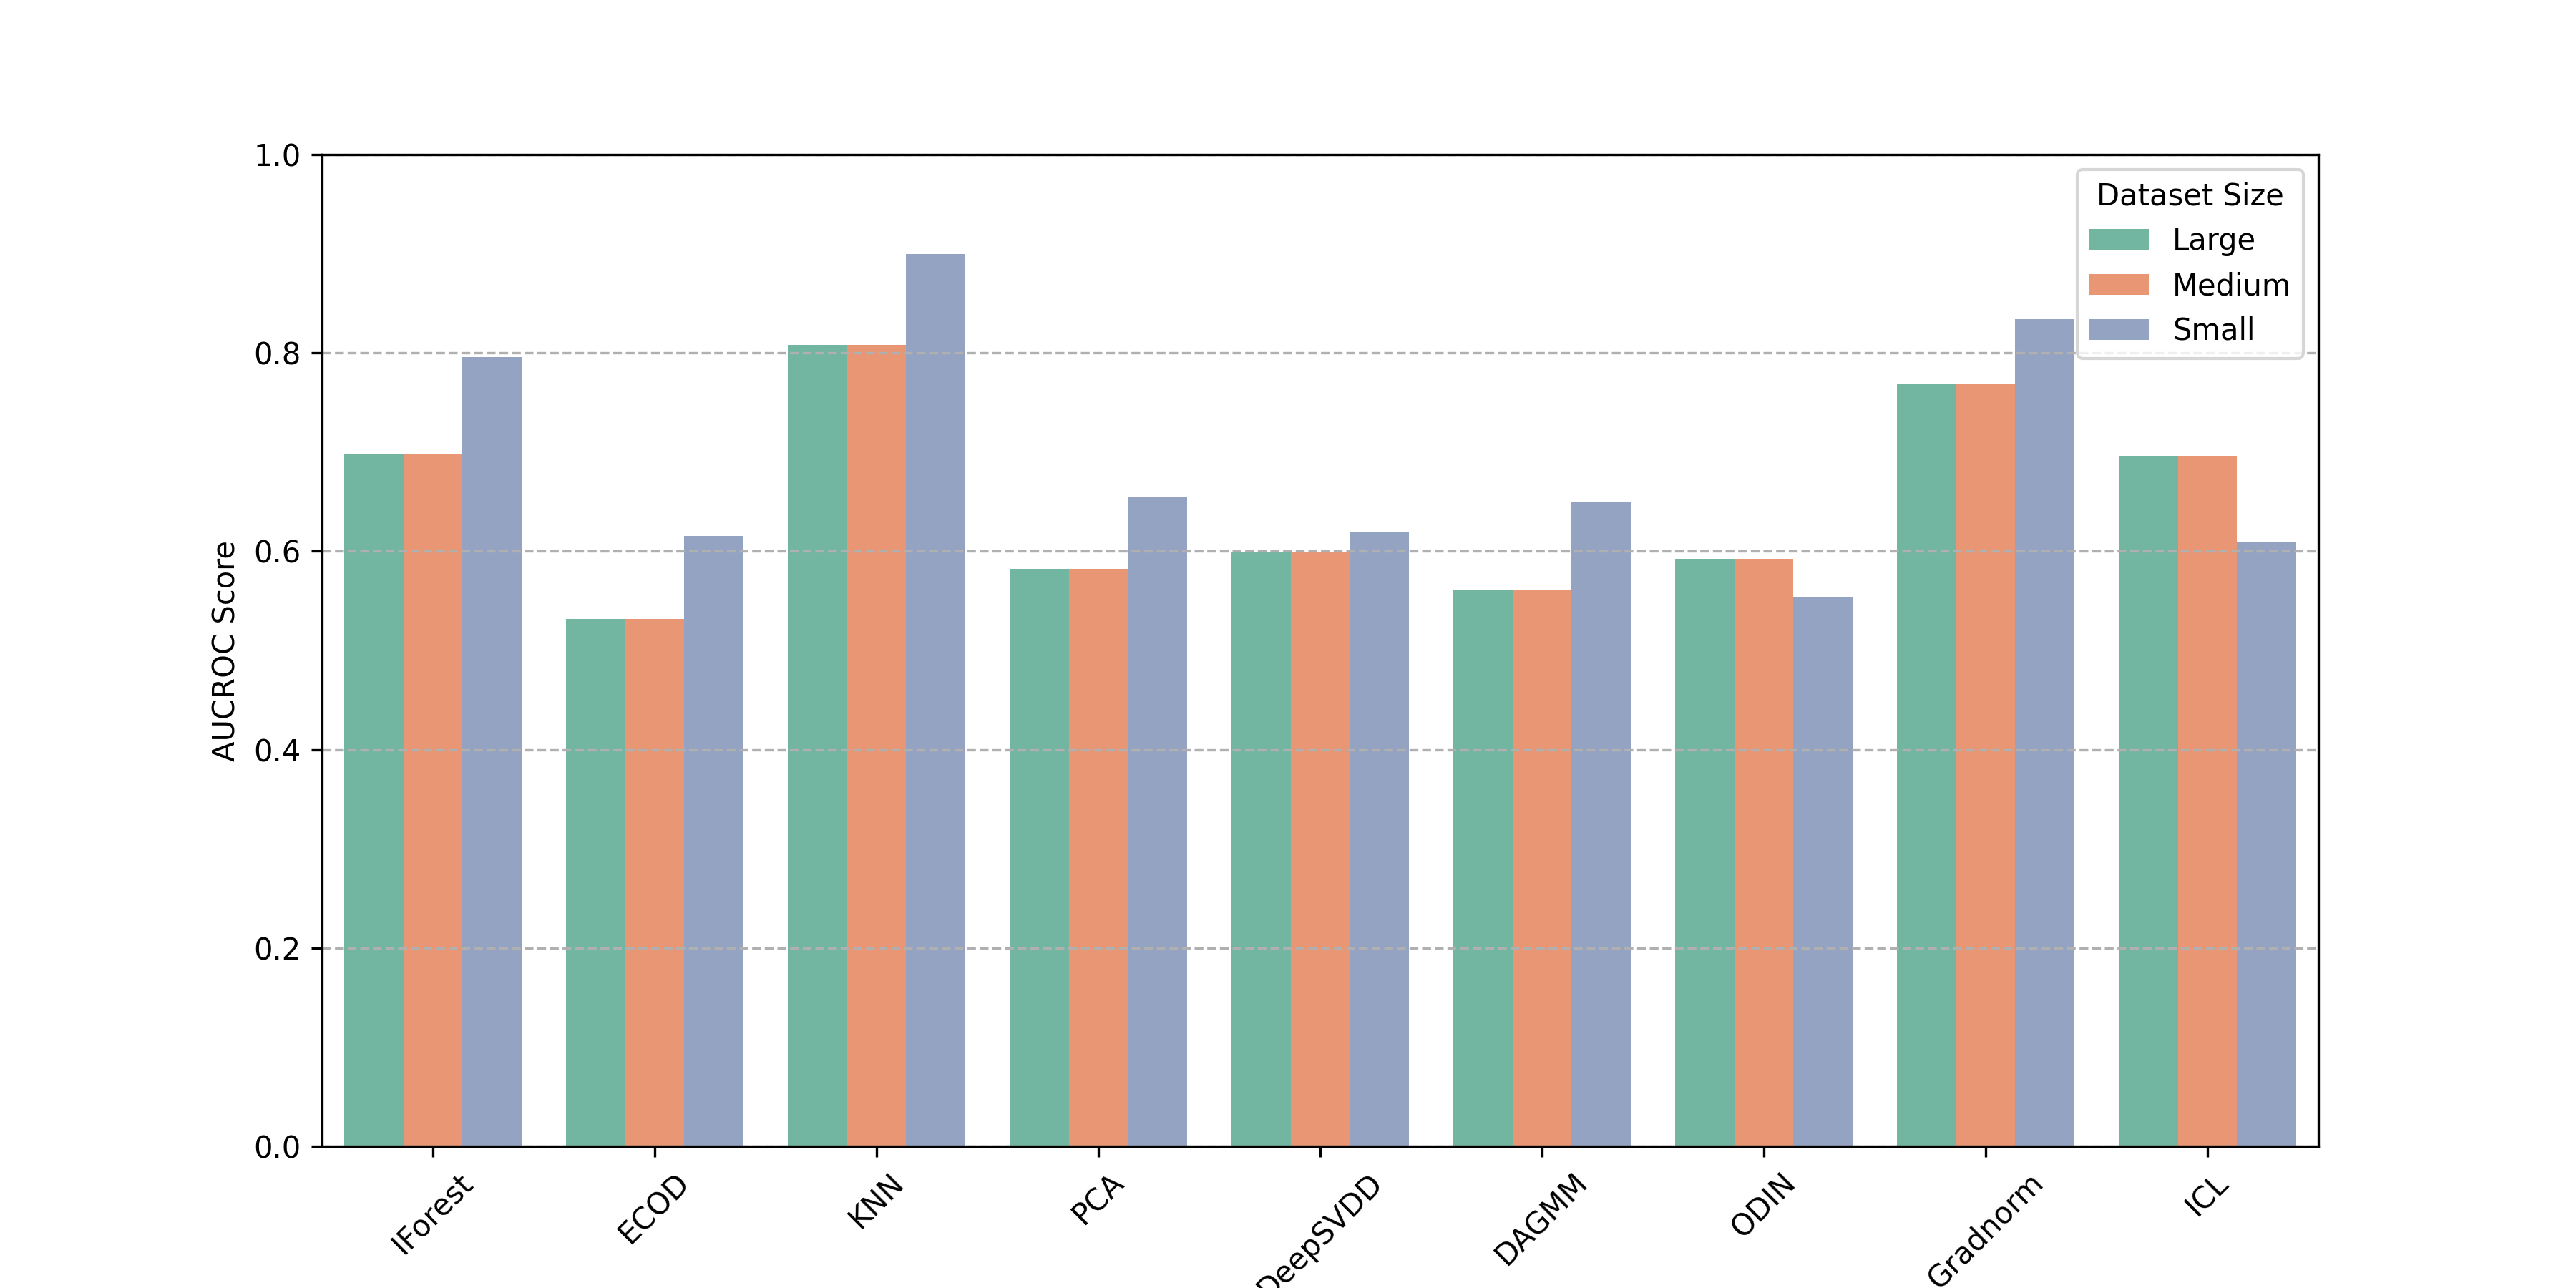 1.0
0.8
0.6
0.4
0.2
0.0
AUCROC Score
Dataset Size
Large
Medium
Small
IForest
ECOD
KNN
PCA
DeepSVDD
DAGMM
ODIN
Gradnorm
ICL